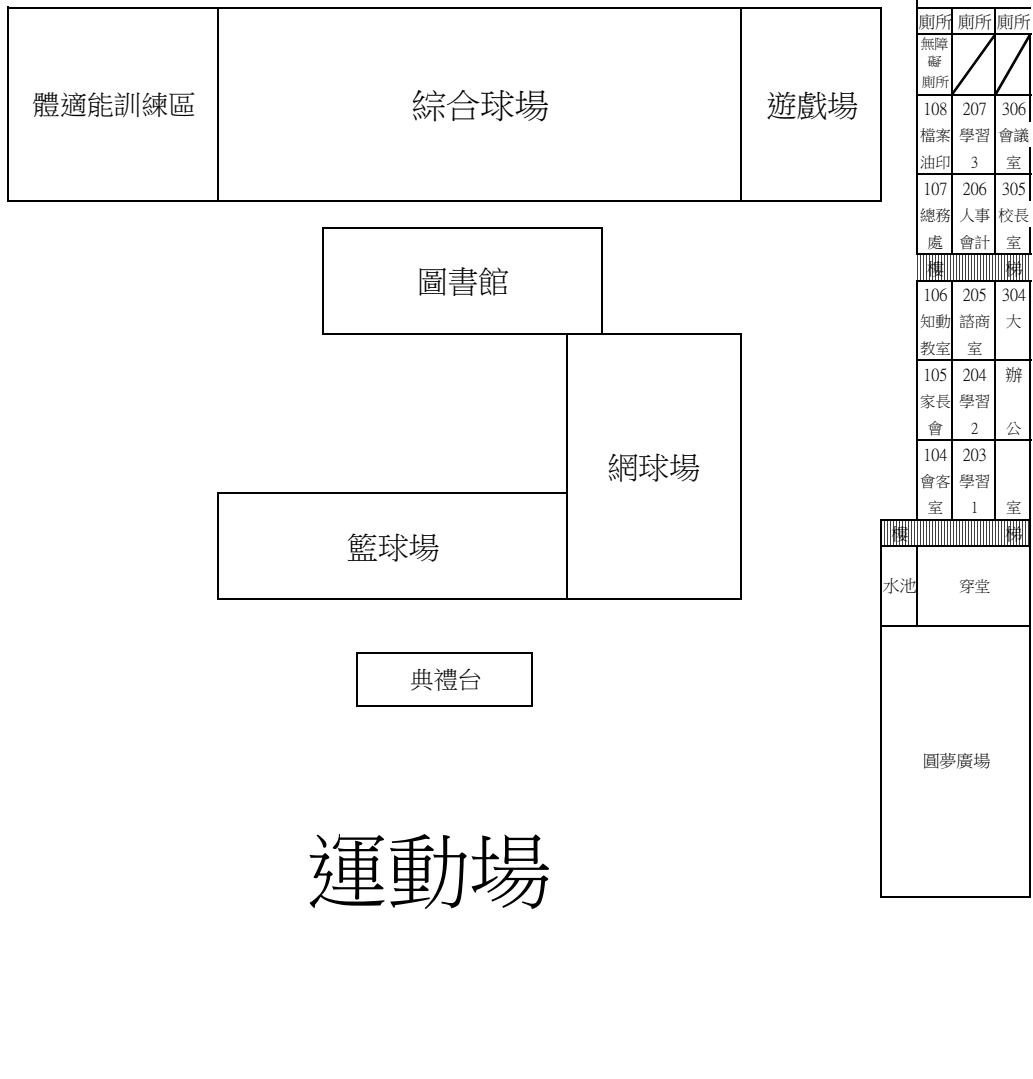 體適能訓練區
綜合球場
遊戲場
圖書館
網球場
籃球場
典禮台
運動場
廁所 廁所 廁所
無障
礙
廁所
108 207 306
檔案 學習 會議
油印 3 室
107 206 305
總務 人事 校長
處 會計 室
樓 梯
106 205 304
知動 諮商 大
教室 室
105 204 辦
家長 學習
會 2 公
104 203
會客 學習
室 1 室
樓 梯
水池 穿堂
圓夢廣場